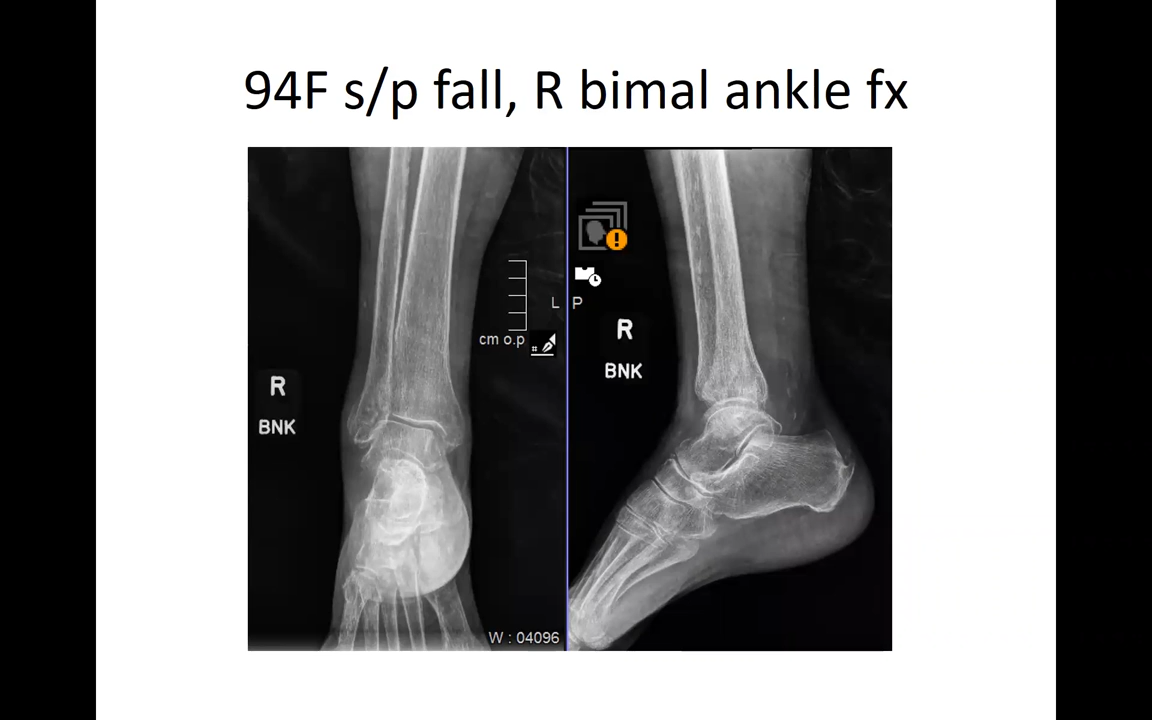 94F s/p fall, R bimal ankle fx
L
cm o.p
R
BNK
W : 04096
P
R
BNK